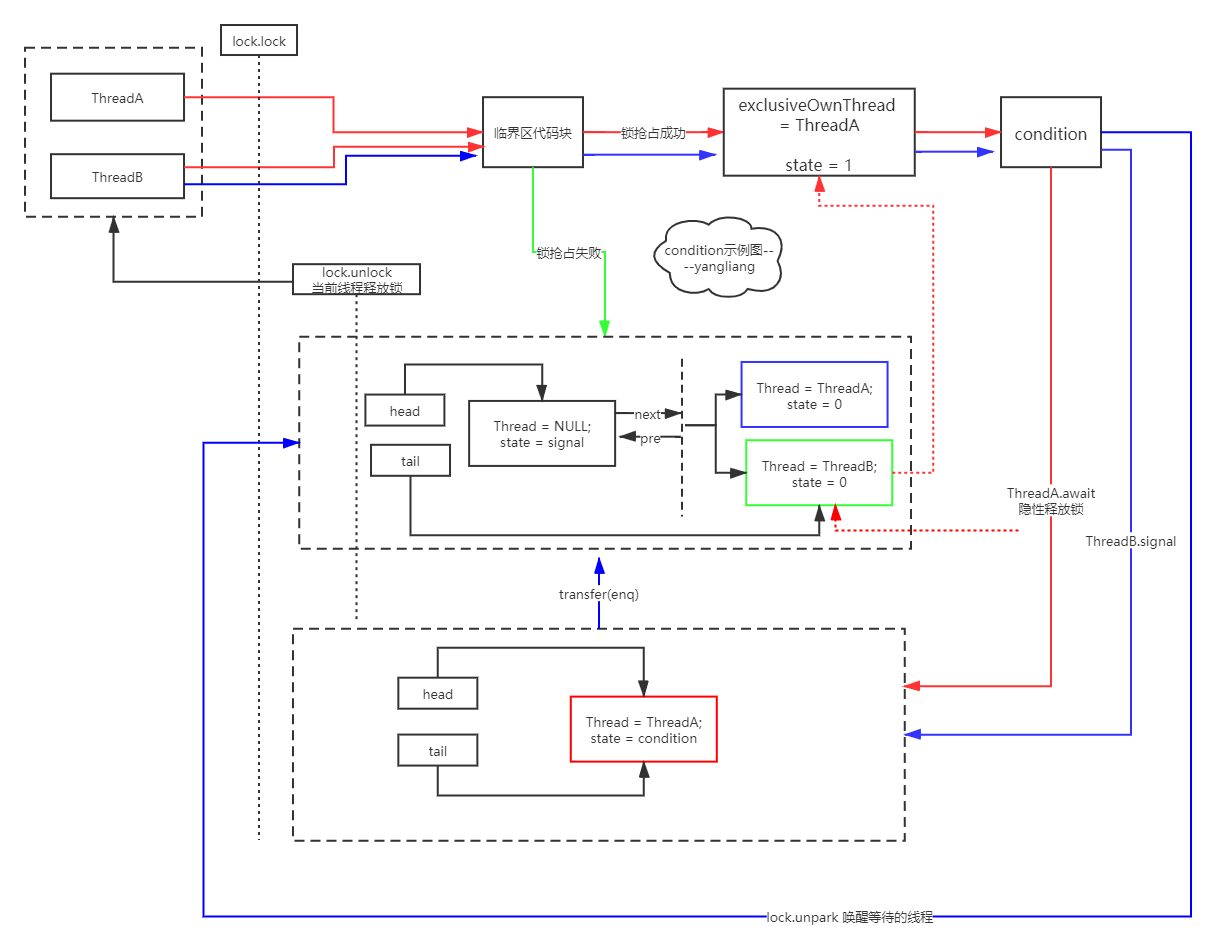 lock.lock
ThreadA
ThreadB
临界区代码块
锁抢占成功
exclusiveOwnThread
= ThreadA
state = 1
condition
锁抢占失败
condition示例图--
--yangliang
lock.unlock
当前线程释放锁
head
tail
Thread = NULL;
state = signal
next
pre
Thread = ThreadA;
state = 0
Thread = ThreadB;
state = 0
ThreadA.await
隐性释放锁
ThreadB.signal
transfer(enq)
head
tail
Thread = ThreadA;
state = condition
lock.unpark 唤醒等待的线程